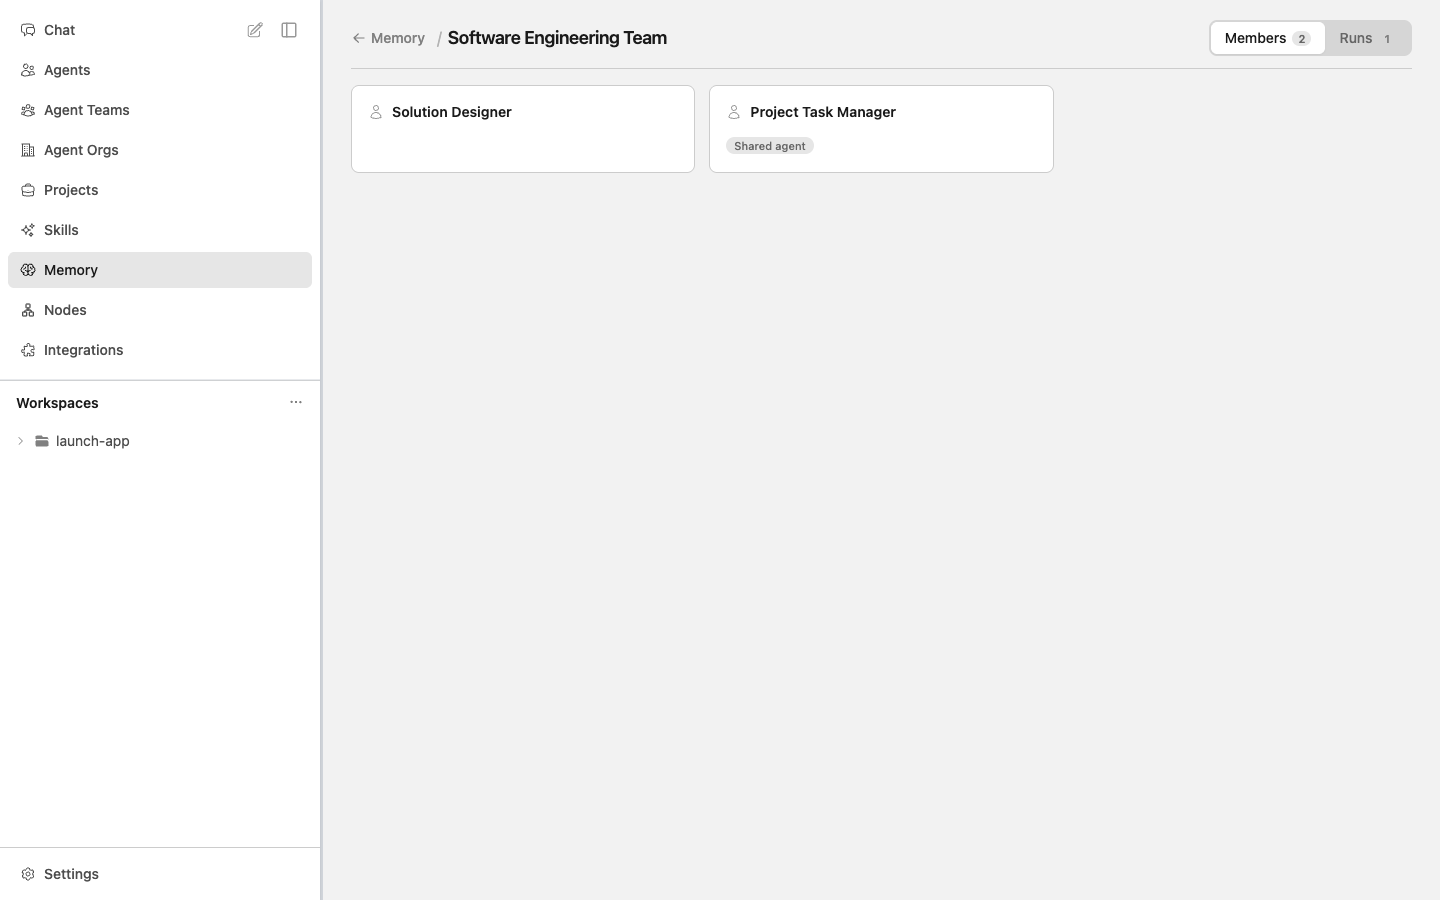 Chat
Agents
Agent Teams
Agent Orgs
Projects
Skills
Memory
Nodes
Integrations
Workspaces
launch-app
Settings
Memory / Software Engineering Team
Members 2
Runs 1
Solution Designer
Project Task Manager
Shared agent